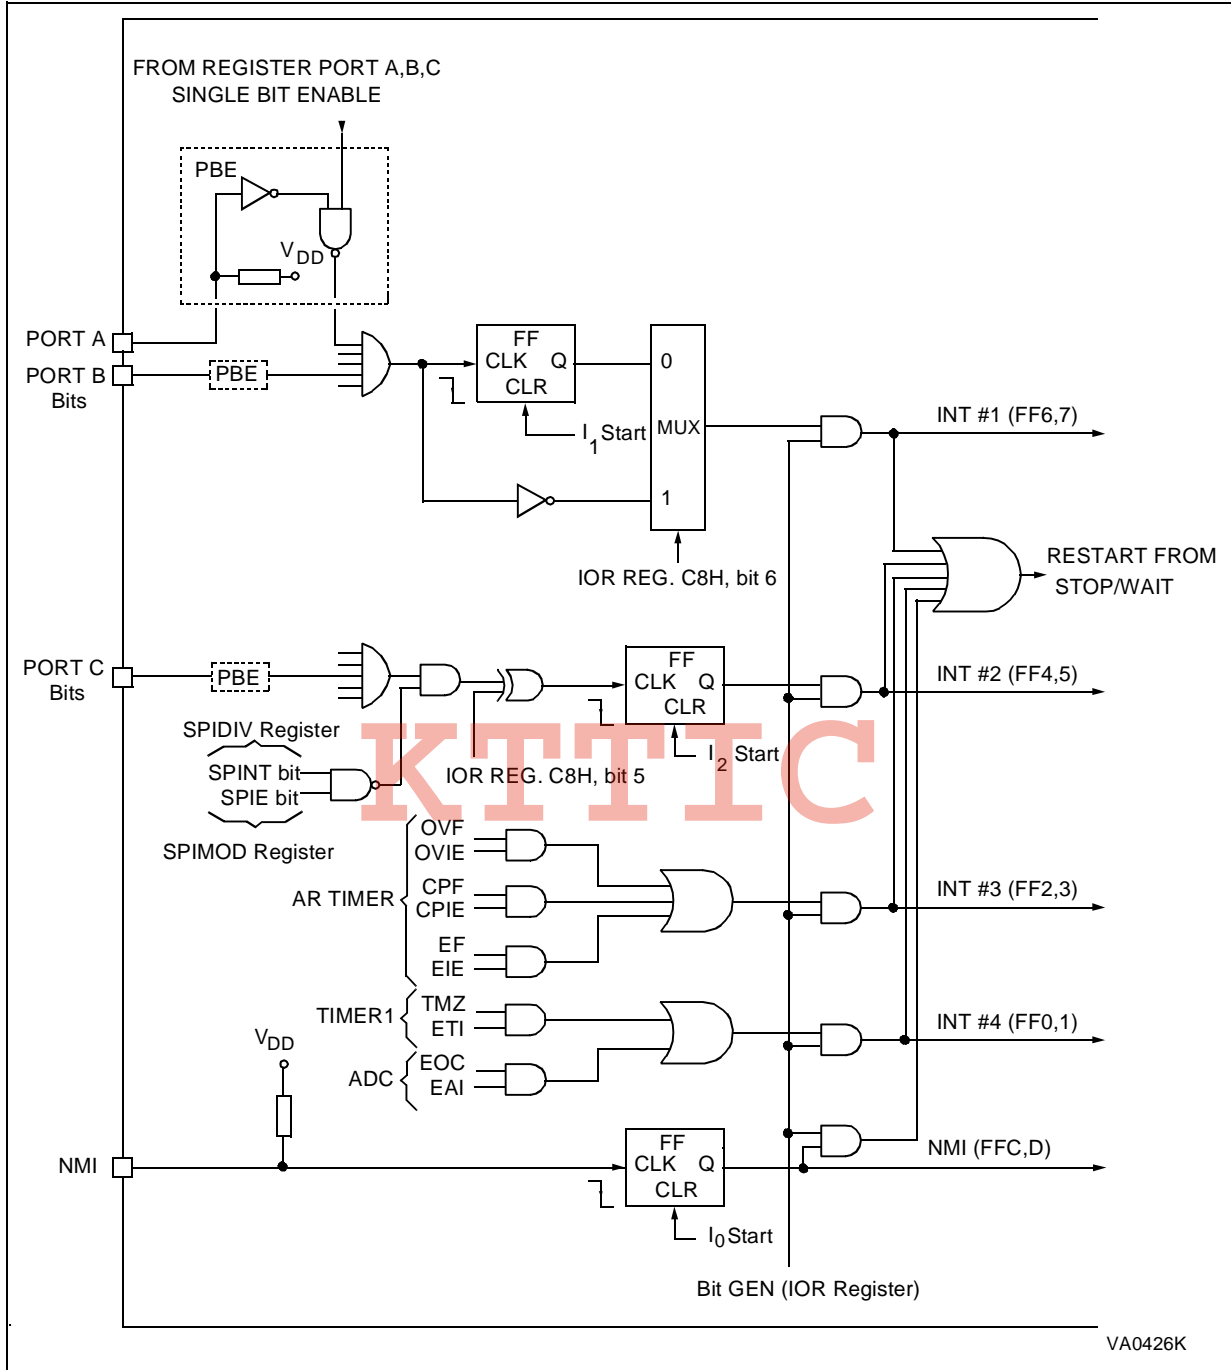 FROM REGISTER PORT A,B,C
SINGLE BIT ENABLE
PBE
VDD
PORT A
PORT B
Bits
PBE
FF
CLK Q
CLR
I1 Start
0
MUX
1
IOR REG. C8H, bit 6
INT #1 (FF6,7)
RESTART FROM
STOP/WAIT
PORT C
Bits
PBE
FF
CLK Q
CLR
I2 Start
INT #2 (FF4,5)
SPIDIV Register
SPINT bit
SPIE bit
SPIMOD Register
IOR REG. C8H, bit 5
KTTIC
AR TIMER
OVF
OVIE
CPF
CPIE
EF
EIE
INT #3 (FF2,3)
TIMER1
TMZ
ETI
ADC
EOC
EAI
INT #4 (FF0,1)
VDD
NMI
FF
CLK Q
CLR
I0 Start
NMI (FFC,D)
Bit GEN (IOR Register)
VA0426K